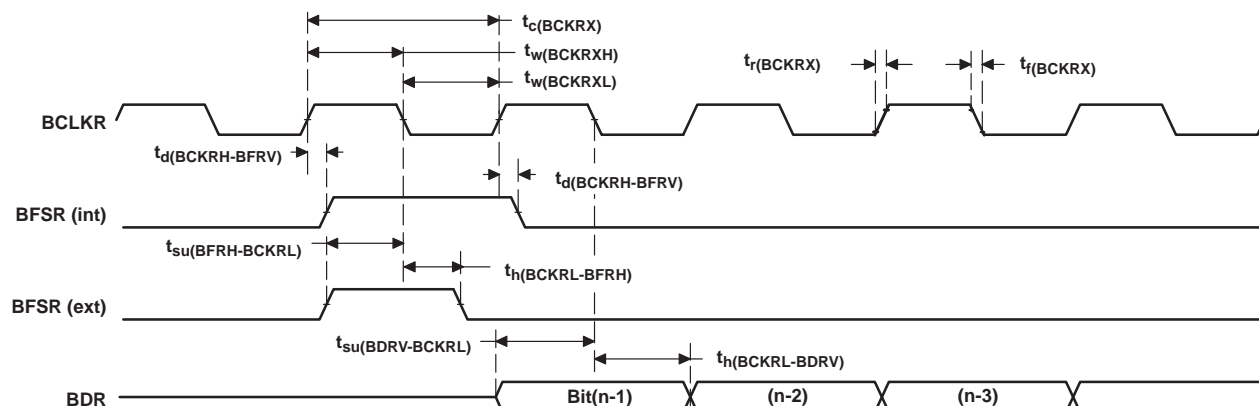 tc(BCKRX)
tw(BCKRXH)
tr(BCKRX)
tf(BCKRX)
tw(BCKRXL)
BCLKR
td(BCKRH-BFRV)
td(BCKRH-BFRV)
BFSR (int)
tsu(BFRH-BCKRL)
th(BCKRL-BFRH)
BFSR (ext)
tsu(BDRV-BCKRL)
th(BCKRL-BDRV)
BDR
Bit(n-1)
(n-2)
(n-3)